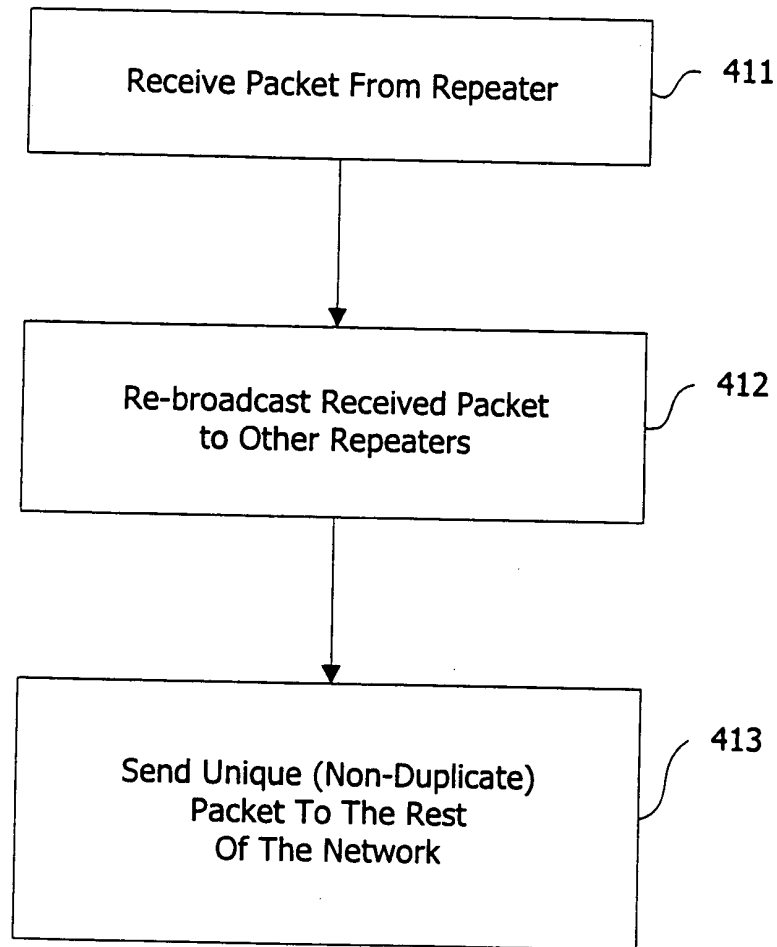 Receive Packet From Repeater
411
Re-broadcast Received Packet
to Other Repeaters
412
Send Unique (Non-Duplicate)
Packet To The Rest
Of The Network
413